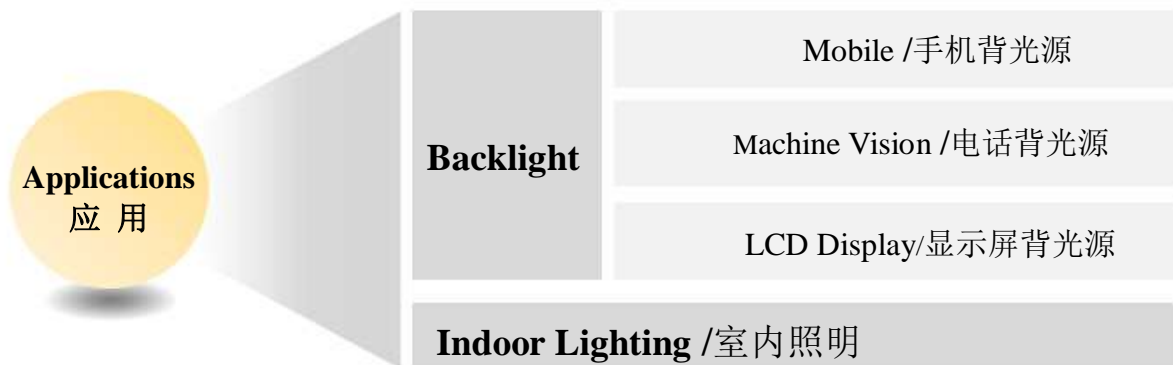 Applications
应 用
Backlight
Mobile /手机背光源
Machine Vision /电话背光源
LCD Display/显示屏背光源
Indoor Lighting /室内照明